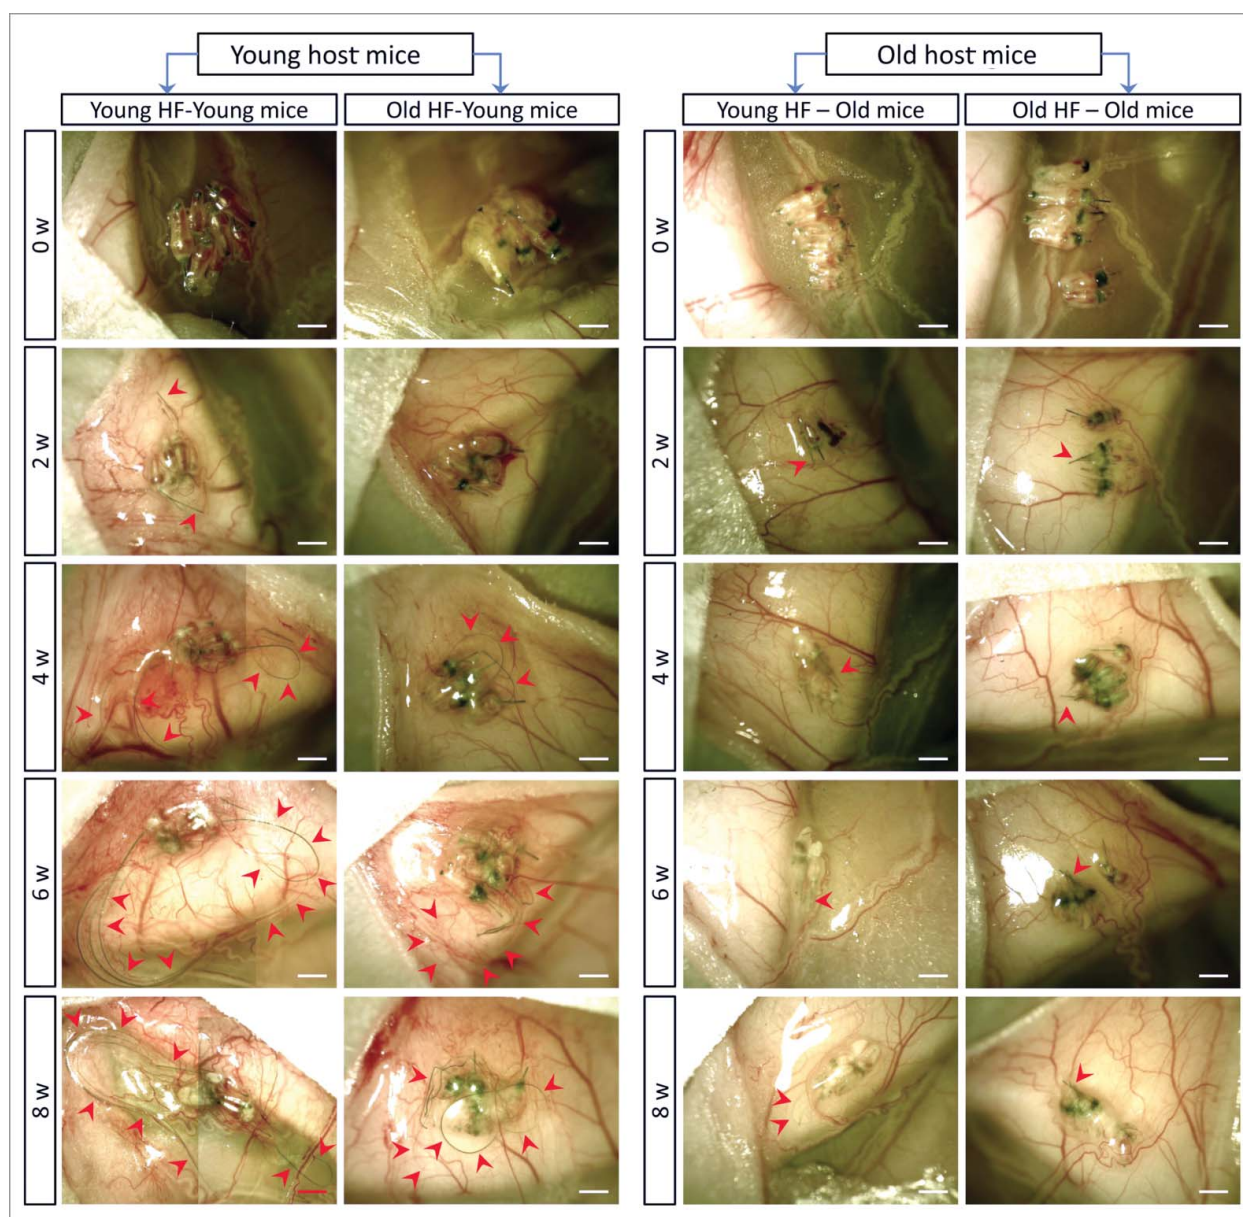 Young host mice
Old host mice
Young HF-Young mice
Old HF-Young mice
Young HF – Old mice
Old HF – Old mice
0 w
0 w
2 w
2 w
4 w
4 w
6 w
6 w
8 w
8 w